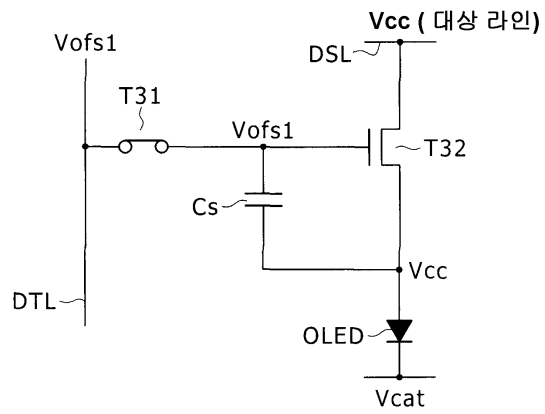 Vcc ( 대상 라인)
Vofs1
DSL
T31
Vofs1
T32
Cs
Vcc
DTL
OLED
Vcat